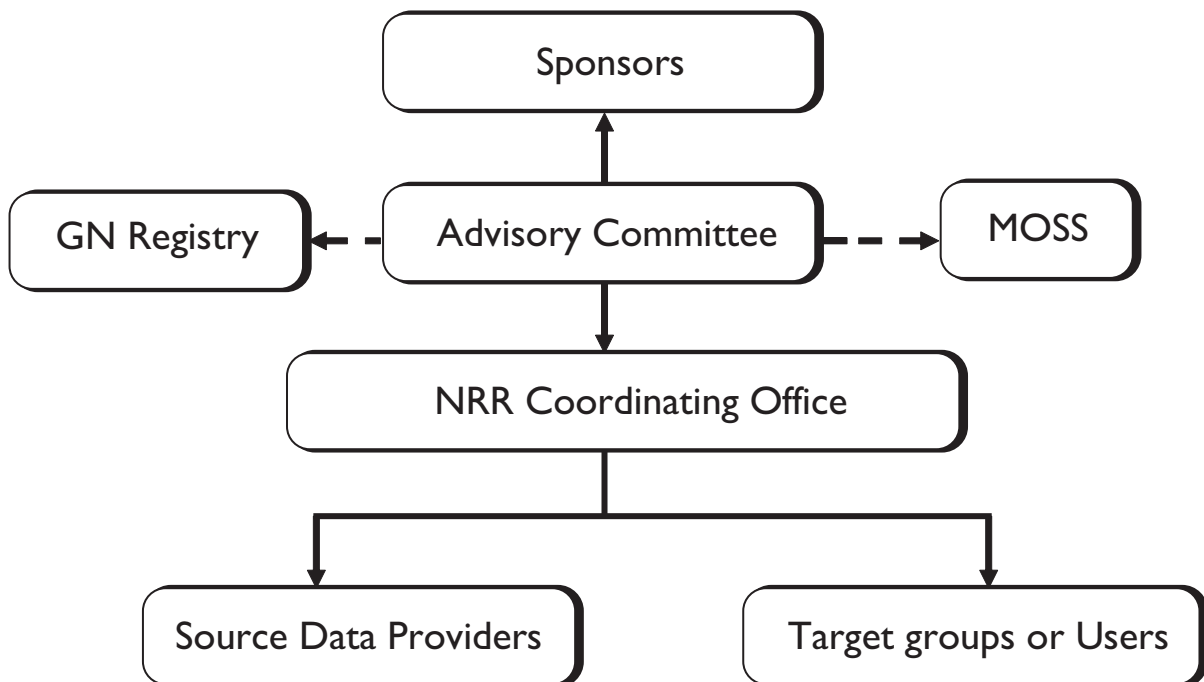 Sponsors
GN Registry
Advisory Committee
MOSS
NRR Coordinating Office
Source Data Providers
Target groups or Users